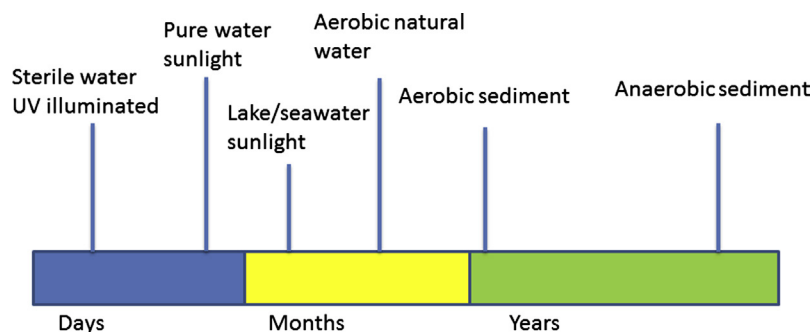 Sterile water
UV illuminated
Pure water
sunlight
Lake/seawater
sunlight
Aerobic natural
water
Aerobic sediment
Anaerobic sediment
Days
Months
Years